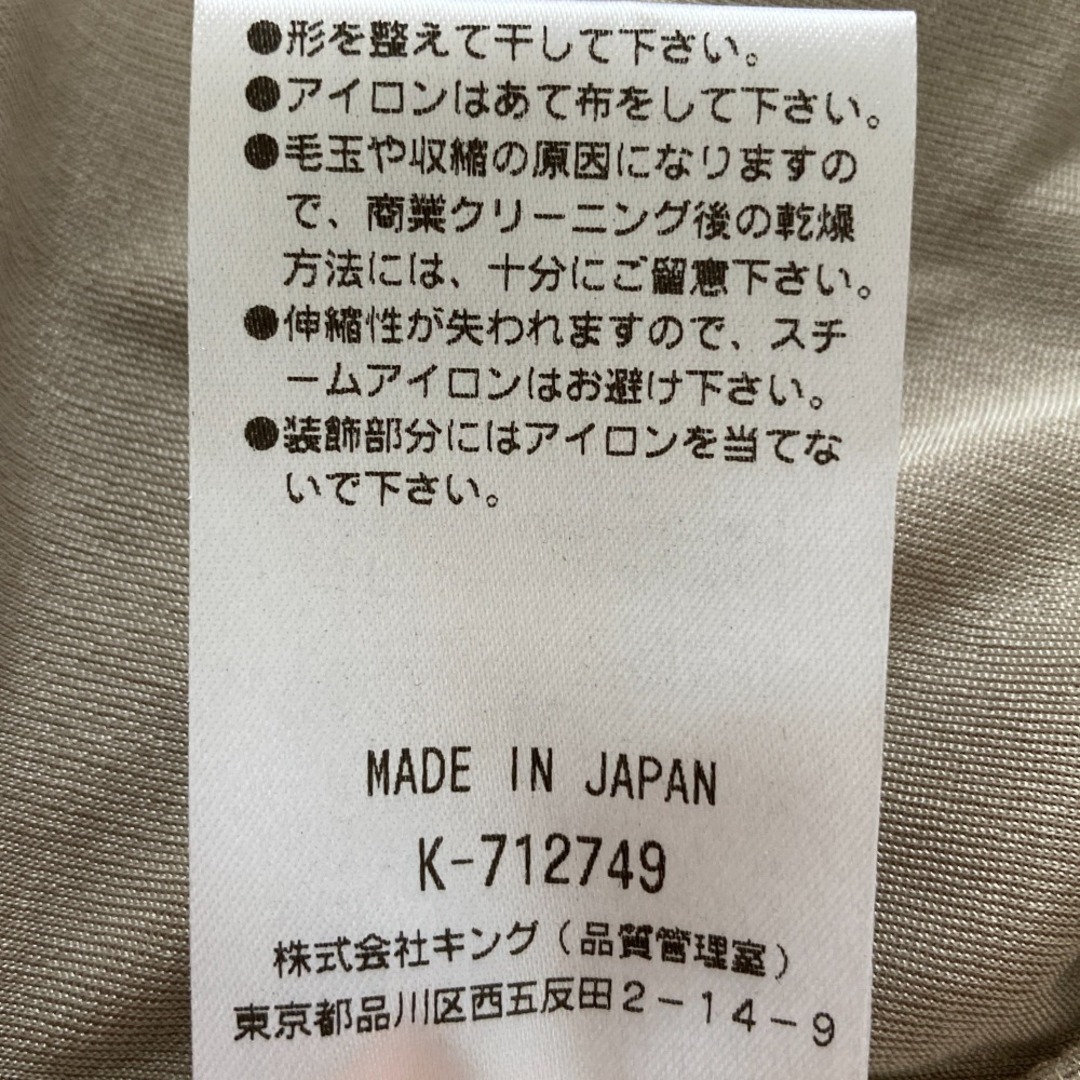 ●形を整えて干して下さい。
●アイロンはあて布をして下さい。
●毛玉や収縮の原因になりますの
で、商業クリーニング後の乾燥
方法には、十分にご留意下さい。
●伸縮性が失われますので、スチ
ームアイロンはお避け下さい。
●装飾部分にはアイロンを当てな
いで下さい。
MADE IN JAPAN
K-712749
株式会社キング（品質管理室）
東京都品川区西五反田2-14-9